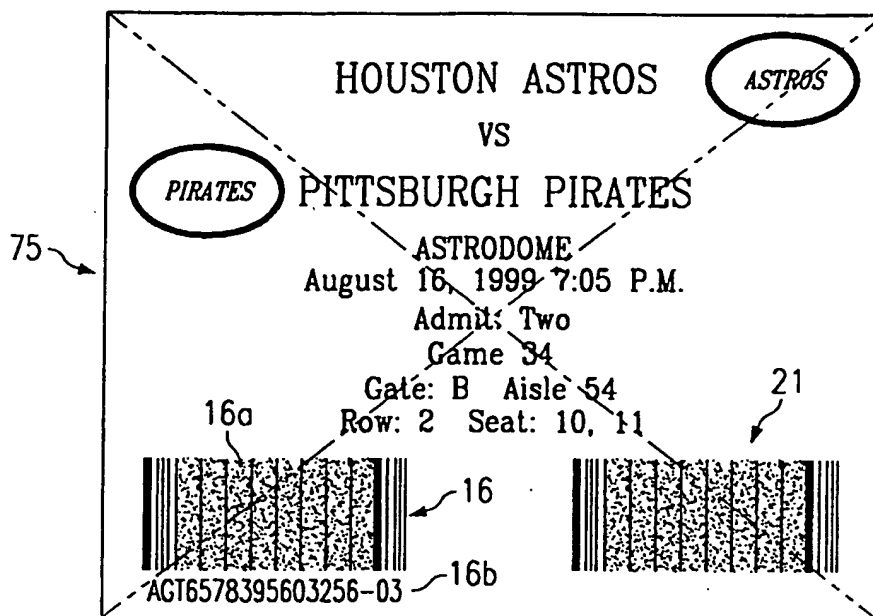 HOUSTON ASTROS
ASTROS
VS
PIRATES
PITTSBURGH PIRATES
75
ASTRODOME
August 16, 1999 7:05 P.M.
Admit: Two
Game 34
Gate: B Aisle 54
Row: 2 Seat: 10, 11
16a
21
16
AGT6578395603256-03
16b